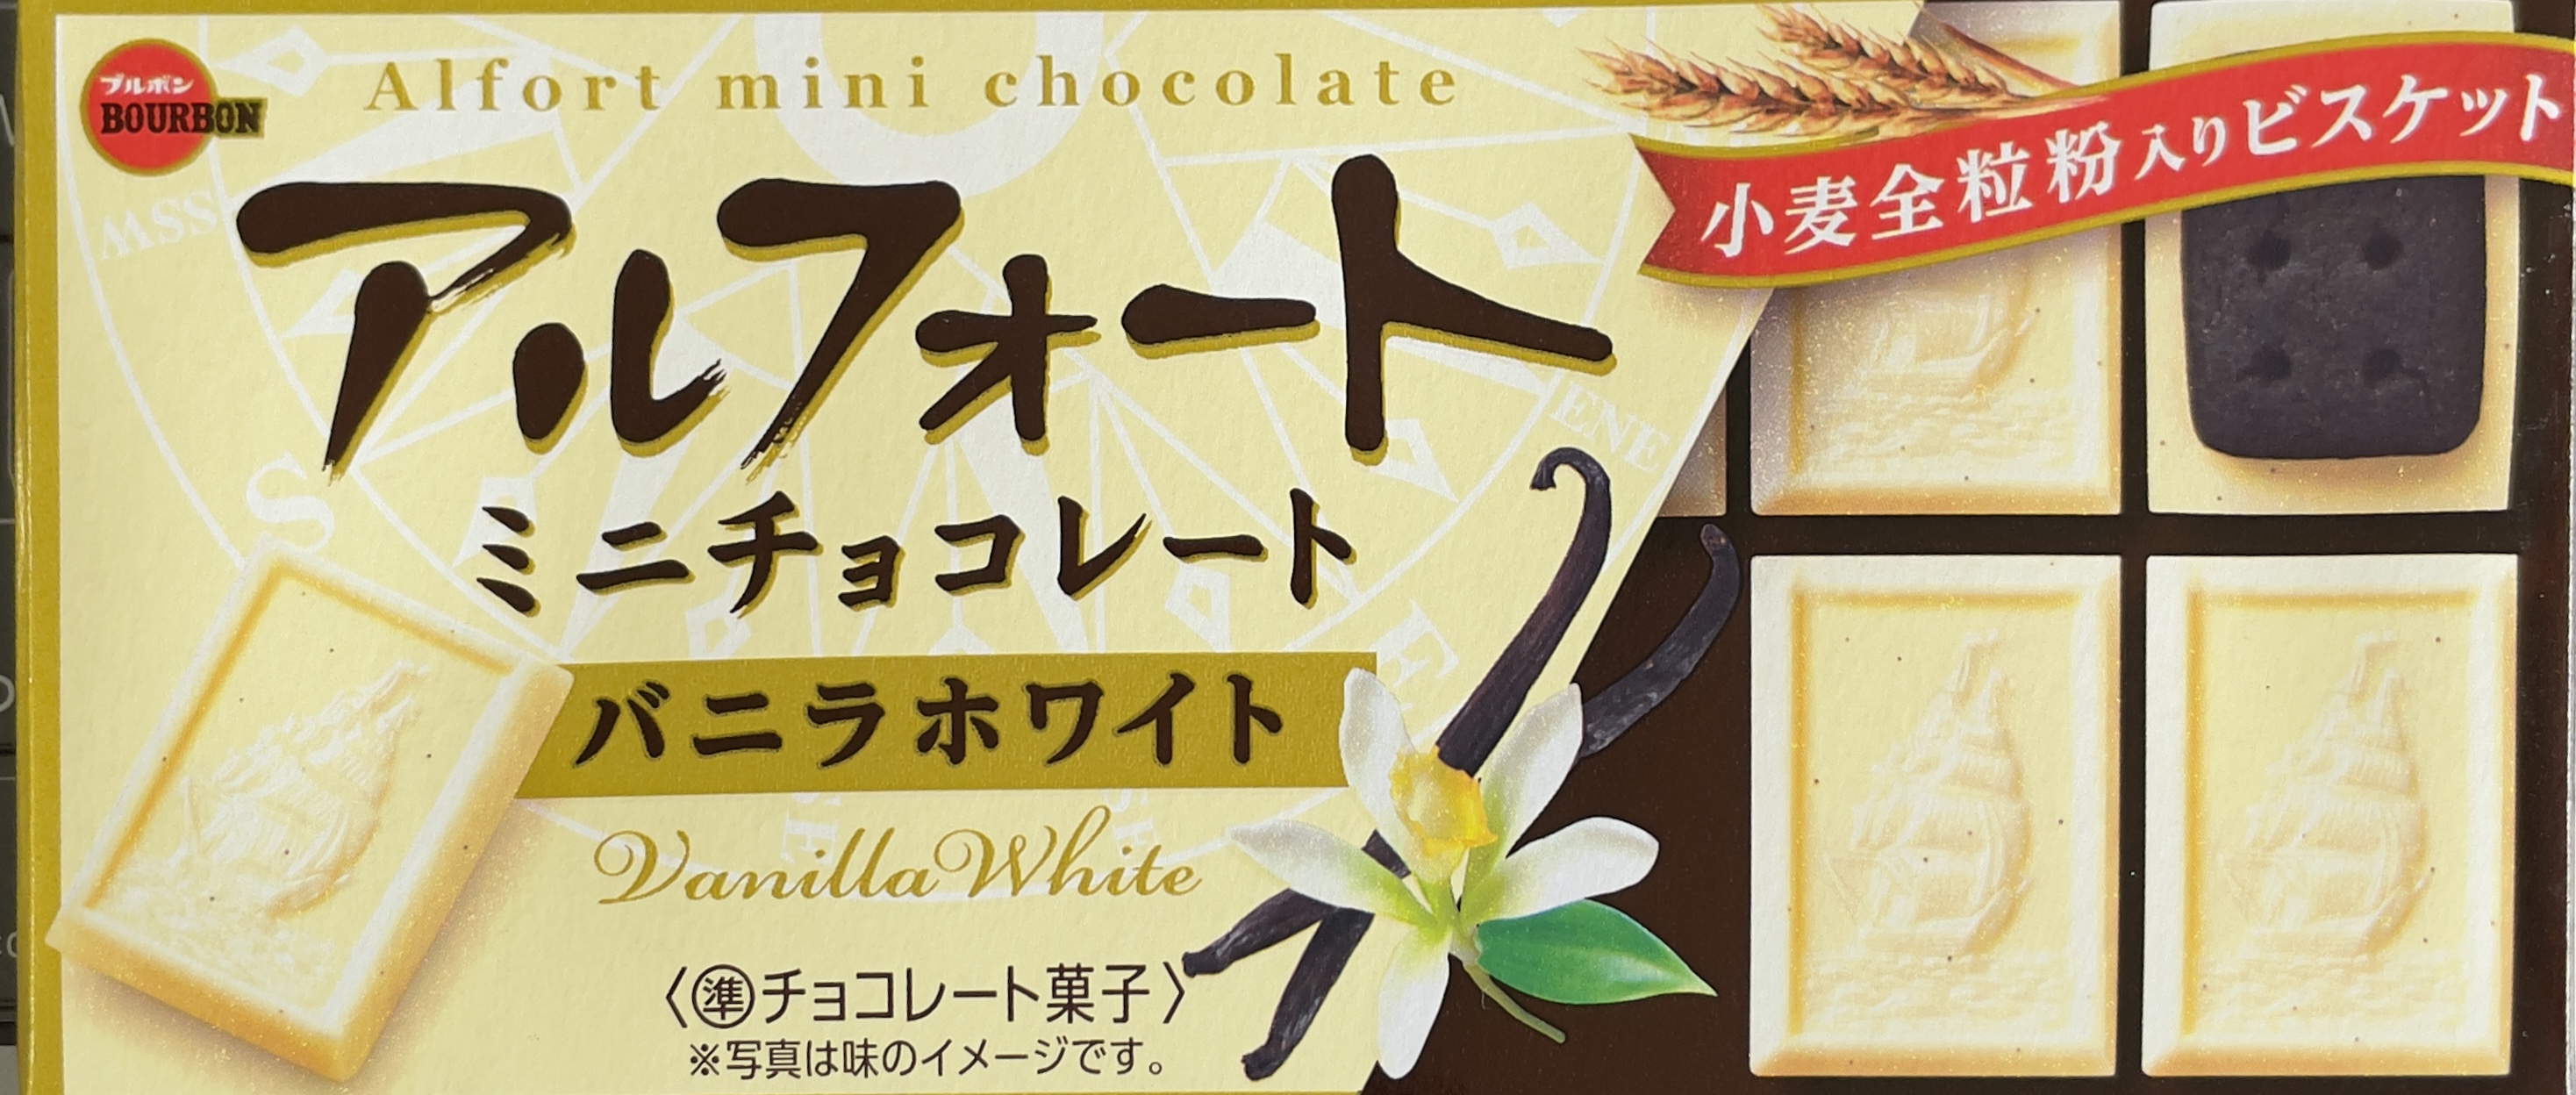 ブルボン
BOURBON
Alfort mini chocolate
小麦全粒粉入りビスケット
アルフォート
ミニチョコレート
バニラホワイト
Vanilla White
〈㊜チョコレート菓子〉
※写真は味のイメージです。
SSW
S
ENE
E